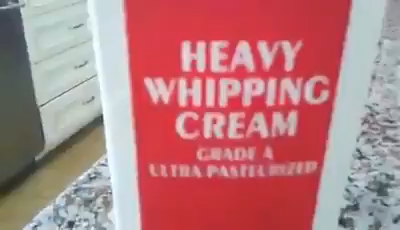 HEAVY
WHIPPING
CREAM
GRADE A
ULTRA PASTEURIZED